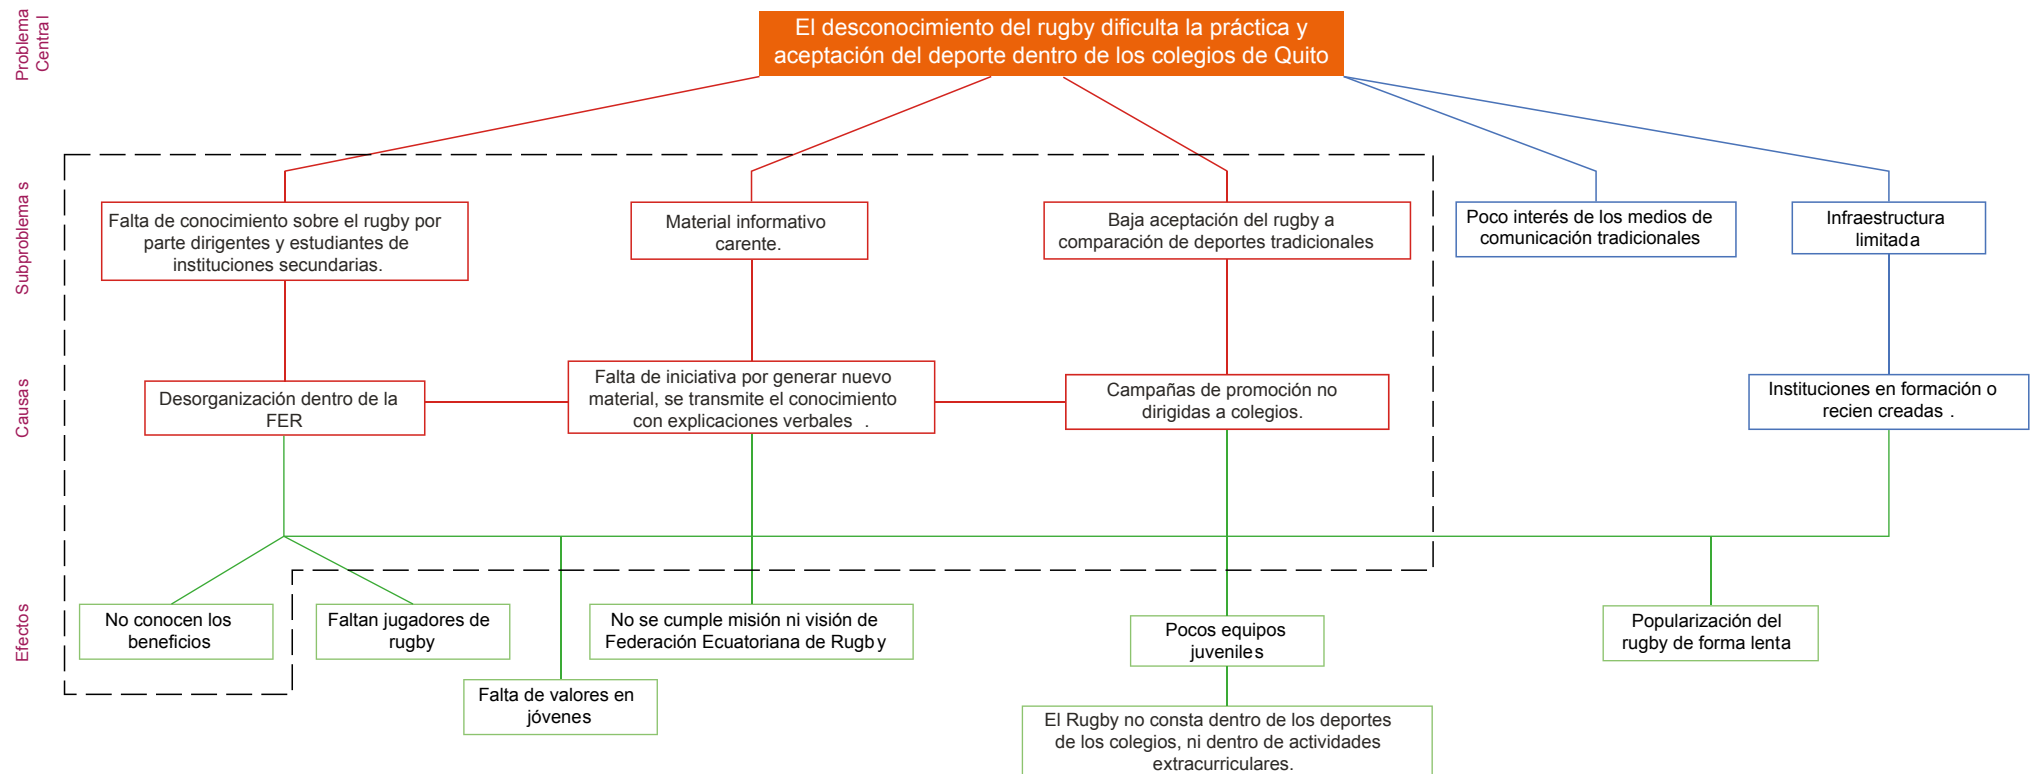 Problema
Central
El desconocimiento del rugby dificulta la práctica y
aceptación del deporte dentro de los colegios de Quito
Subproblema s
Falta de conocimiento sobre el rugby por
parte dirigentes y estudiantes de
instituciones secundarias.
Material informativo
carente.
Baja aceptación del rugby a
comparación de deportes tradicionales
Poco interés de los medios de
comunicación tradicionales
Infraestructura
limitada
Causas
Desorganización dentro de la
FER
Falta de iniciativa por generar nuevo
material, se transmite el conocimiento
con explicaciones verbales .
Campañas de promoción no
dirigidas a colegios.
Instituciones en formación o
recien creadas .
Efectos
No conocen los
beneficios
Faltan jugadores de
rugby
Falta de valores en
jóvenes
No se cumple misión ni visión de
Federación Ecuatoriana de Rugby
Pocos equipos
juveniles
El Rugby no consta dentro de los deportes
de los colegios, ni dentro de actividades
extracurriculares.
Popularización del
rugby de forma lenta